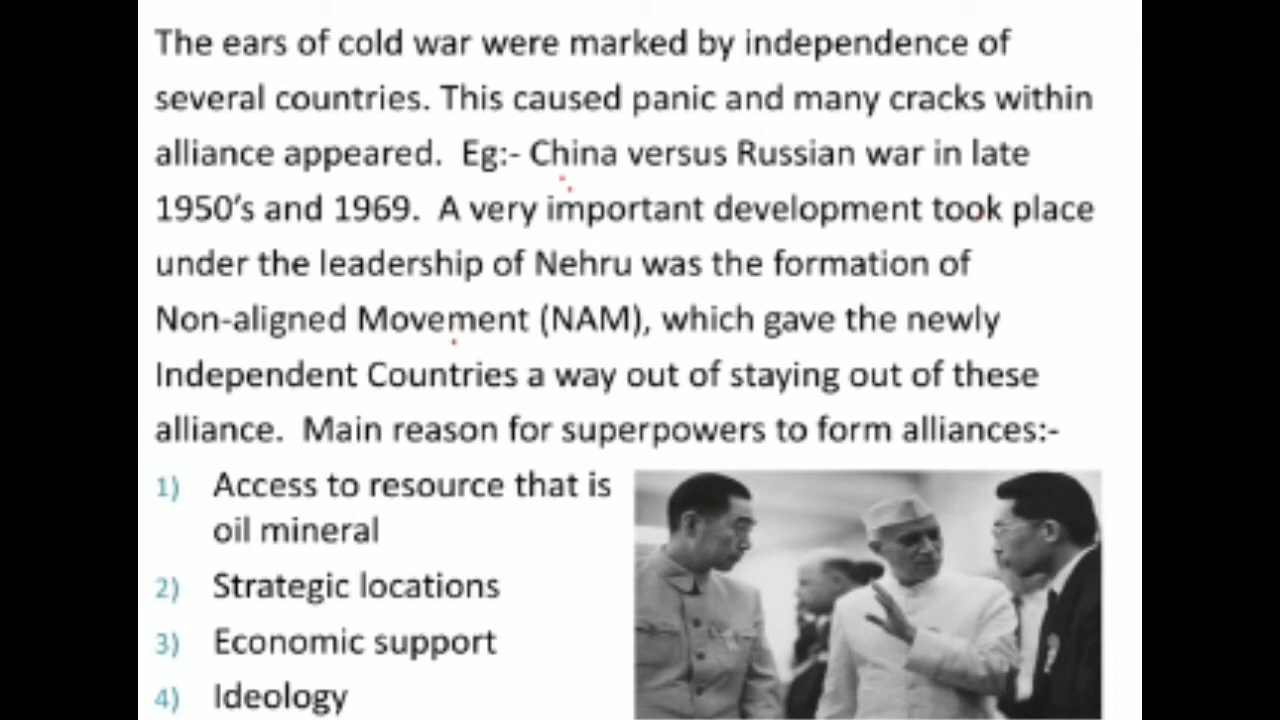 The ears of cold war were marked by independence of
several countries. This caused panic and many cracks within
alliance appeared. Eg:- China versus Russian war in late
1950's and 1969. A very important development took place
under the leadership of Nehru was the formation of
Non-aligned Movement (NAM), which gave the newly
Independent Countries a way out of staying out of these
alliance. Main reason for superpowers to form alliances:-
1) Access to resource that is
oil mineral
2) Strategic locations
3) Economic support
4) Ideology